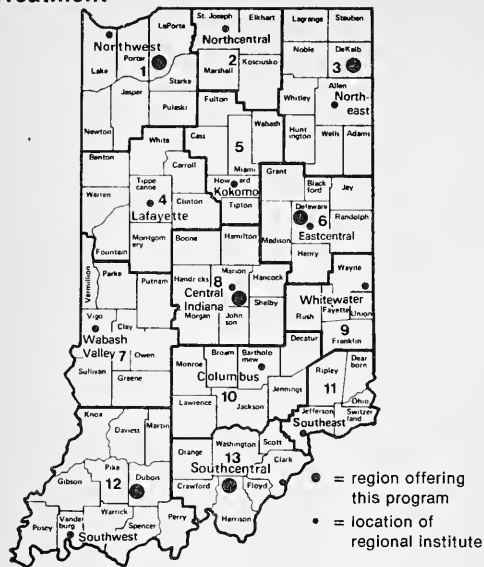 Treatment
St. Joseph Elkhart Lagrange Steuben
LaPorte
Northwest Northcentral
Porter Noble DeKalb
Lake 1 2 Kosciusko 3
Marshall
Starke Allen
Jasper Whitley North-
east
Pulaski Fulton
Newton Wabash Hunt
ington Wells Adams
White Cass
Benton 5
Carroll Miami
Grant
Tippe
canoe
Howard Black
ford Jay
Warren 4 Kokomo
Lafayette Clinton Tipton
Delaware
6 Randolph
Eastcentral
Montgom
ery Boone Hamilton Madison
Fountain Henry
Vermillion Parke
Putnam Hendricks Marion Hancock Wayne
8
Central
Indiana
Whitewater
Vigo Shelby Rush Fayette Union
Clay Morgan John
son
Wabash
Valley 9
Franklin
7 Owen Decatur
Sullivan Monroe Brown Bartholo
mew
Dear
born
Greene Columbus Ripley
11
Jennings Ohio
Lawrence 10 Jackson
Jefferson Switzer
land
Knox Southeast
Daviess Martin
Washington Scott
Orange 13 Clark
Pike Southcentral
Gibson 12 Dubois
Crawford Floyd
Harrison
Warrick Perry
Posey Vander
burg Spencer
Southwest
= region offering
this program
= location of
regional institute